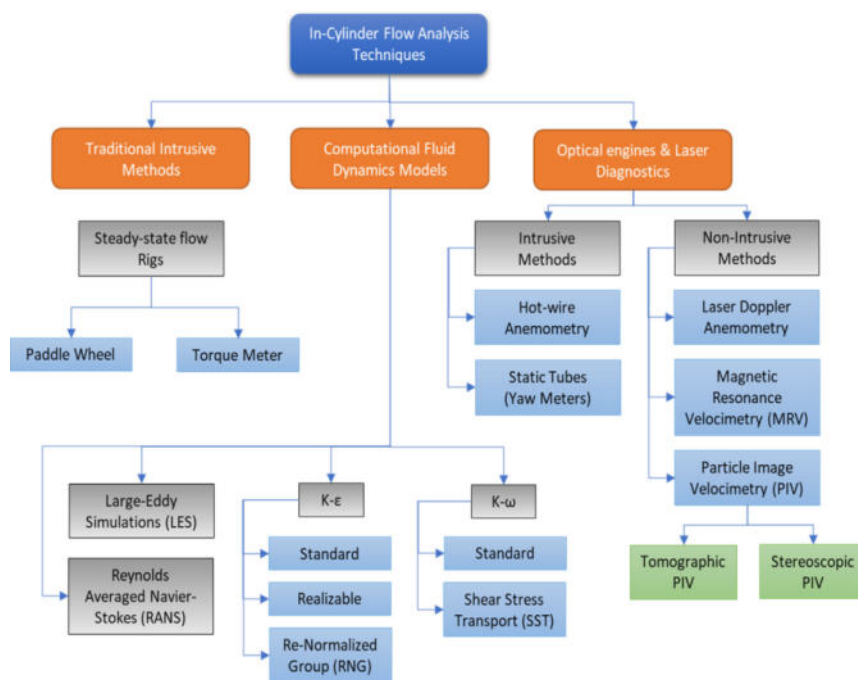 In-Cylinder Flow Analysis
Techniques
Traditional Intrusive
Methods
Computational Fluid
Dynamics Models
Optical engines & Laser
Diagnostics
Steady-state flow
Rigs
Paddle Wheel
Torque Meter
Intrusive
Methods
Hot-wire
Anemometry
Static Tubes
(Yaw Meters)
Non-Intrusive
Methods
Laser Doppler
Anemometry
Magnetic
Resonance
Velocimetry (MRV)
Particle Image
Velocimetry (PIV)
Tomographic
PIV
Stereoscopic
PIV
Large-Eddy
Simulations (LES)
Reynolds
Averaged Navier-
Stokes (RANS)
K-ε
Standard
Realizable
Re-Normalized
Group (RNG)
K-ω
Standard
Shear Stress
Transport (SST)